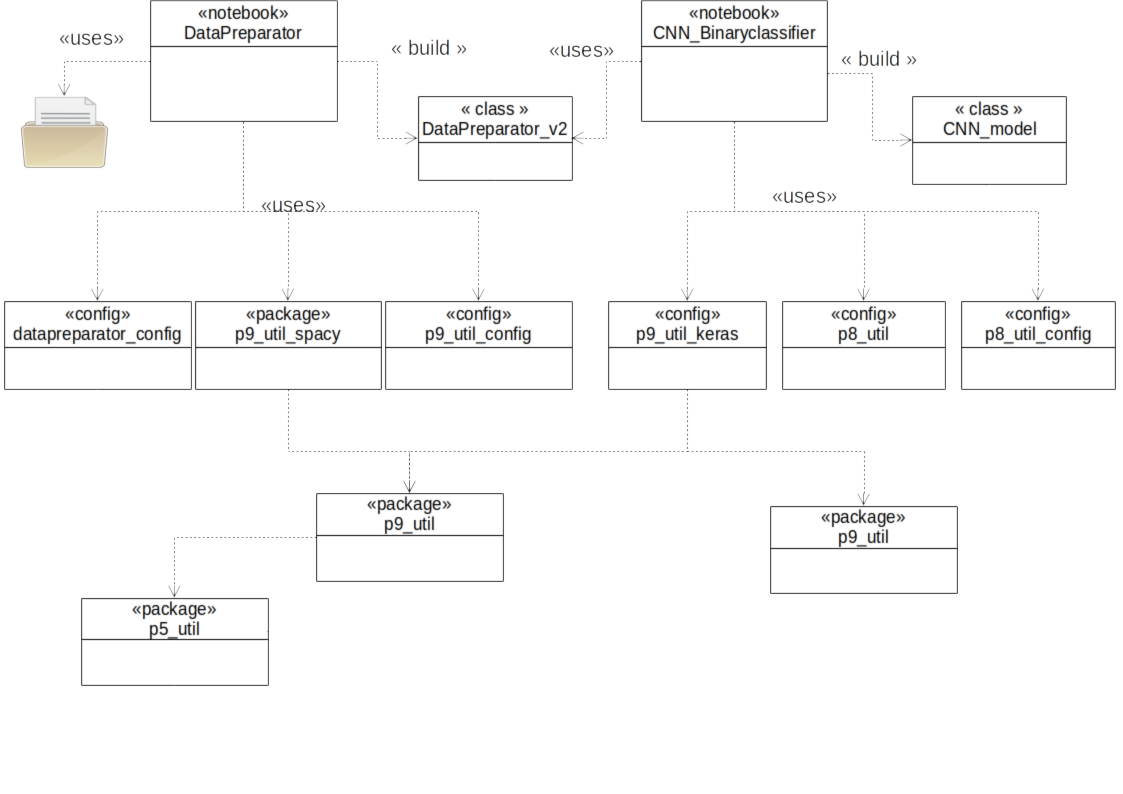 «notebook»
DataPreparator
«uses»
« build »
«notebook»
CNN_Binaryclassifier
«uses»
« build »
« class »
DataPreparator_v2
« class »
CNN_model
«uses»
«uses»
«config»
datapreparator_config
«package»
p9_util_spacy
«config»
p9_util_config
«config»
p9_util_keras
«config»
p8_util
«config»
p8_util_config
«package»
p9_util
«package»
p9_util
«package»
p5_util